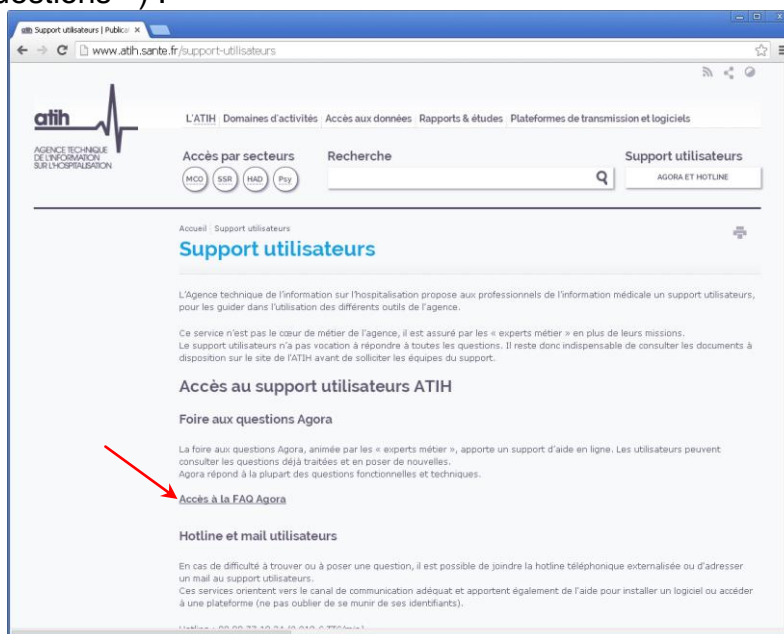 uestions ») :
Support utilisateurs | Public
www.atih.sante.fr/support-utilisateurs
atih
AGENCE TECHNIQUE
DE L'INFORMATION
SUR L'HOSPITALISATION
L'ATIH Domaines d'activités Accès aux données Rapports & études Plateformes de transmission et logiciels
Accès par secteurs Recherche Support utilisateurs
MCO SSR HAD Psy AGORA ET HOTLINE
Accueil Support utilisateurs
Support utilisateurs
L'Agence technique de l'information sur l'hospitalisation propose aux professionnels de l'information médicale un support utilisateurs,
pour les guider dans l'utilisation des différents outils de l'agence.
Ce service n'est pas le cœur de métier de l'agence, il est assuré par les « experts métier » en plus de leurs missions.
Le support utilisateurs n'a pas vocation à répondre à toutes les questions. Il reste donc indispensable de consulter les documents à
disposition sur le site de l'ATIH avant de solliciter les équipes du support.
Accès au support utilisateurs ATIH
Foire aux questions Agora
La foire aux questions Agora, animée par les « experts métier », apporte un support d'aide en ligne. Les utilisateurs peuvent
consulter les questions déjà traitées et en poser de nouvelles.
Agora répond à la plupart des questions fonctionnelles et techniques.
Accès à la FAQ Agora
Hotline et mail utilisateurs
En cas de difficulté à trouver ou à poser une question, il est possible de joindre la hotline téléphonique externalisée ou d'adresser
un mail au support utilisateurs.
Ces services orientent vers le canal de communication adéquat et apportent également de l'aide pour installer un logiciel ou accéder
à une plateforme (ne pas oublier de se munir de ses identifiants).